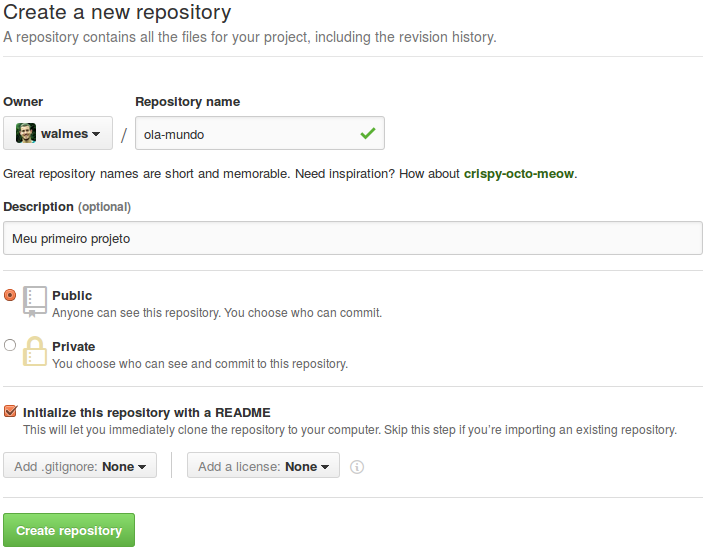 Create a new repository
A repository contains all the files for your project, including the revision history.
Owner Repository name
walmes / ola-mundo
Great repository names are short and memorable. Need inspiration? How about crispy-octo-meow.
Description (optional)
Meu primeiro projeto
Public
Anyone can see this repository. You choose who can commit.
Private
You choose who can see and commit to this repository.
Initialize this repository with a README
This will let you immediately clone the repository to your computer. Skip this step if you're importing an existing repository.
Add .gitignore: None Add a license: None
Create repository